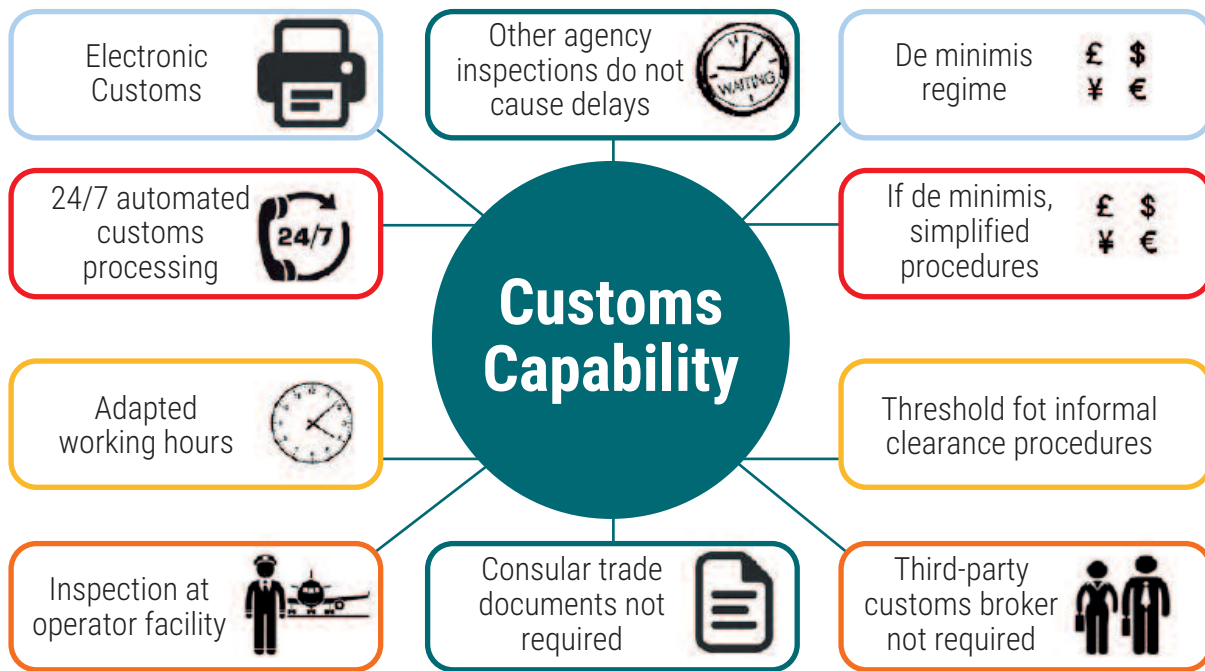 Electronic
Customs
Other agency
inspections do not
cause delays
WAITING
De minimis
regime
£ $
¥ €
24/7 automated
customs
processing
24/7
If de minimis,
simplified
procedures
£ $
¥ €
Customs
Capability
Adapted
working hours
Threshold fot informal
clearance procedures
Inspection at
operator facility
Consular trade
documents not
required
Third-party
customs broker
not required